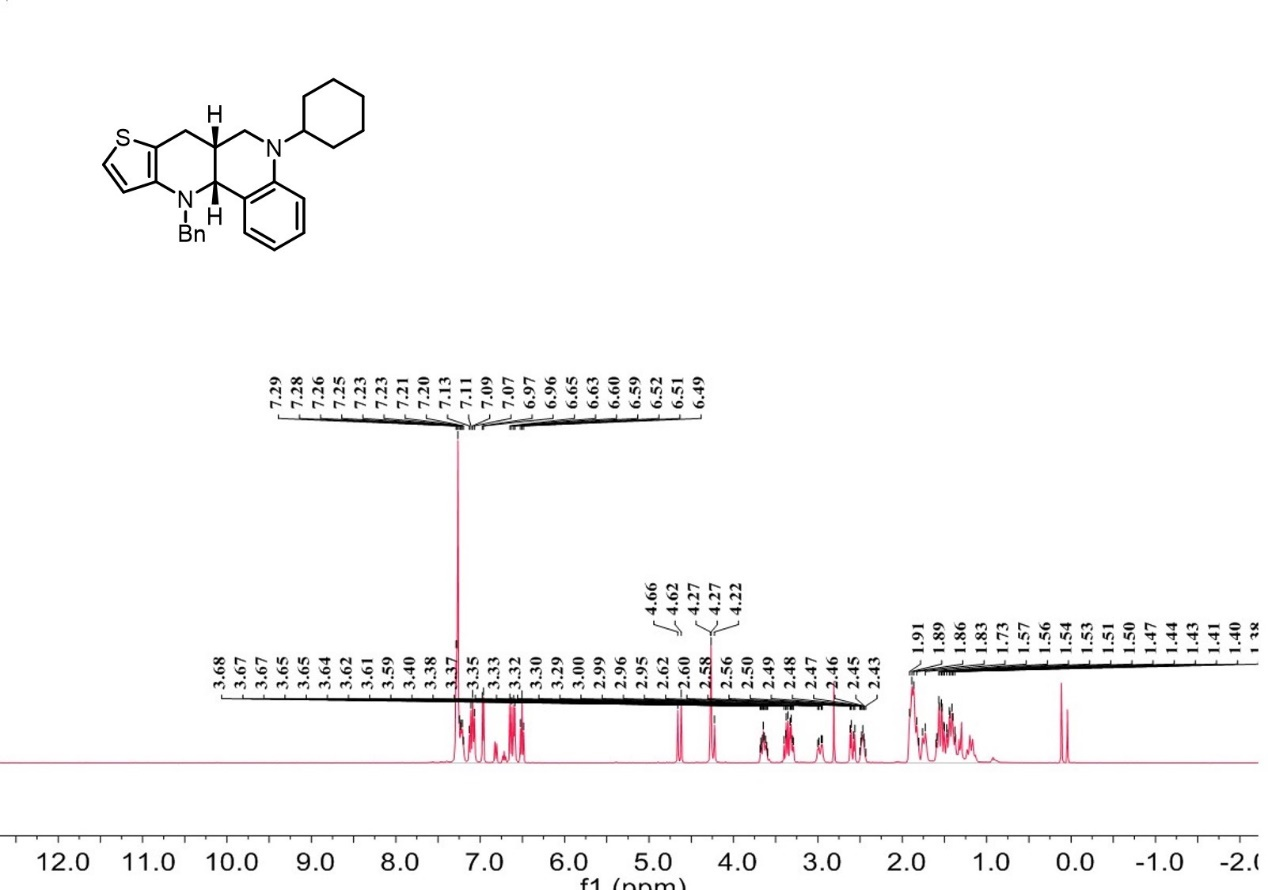 H
S
N
N
H
Bn
7.29 7.28 7.26 7.25 7.23 7.23 7.21 7.20 7.13 7.11 7.09 7.07 6.97 6.96 6.65 6.63 6.60 6.59 6.52 6.51 6.49
4.66 4.62 4.27 4.27 4.22
1.91 1.89 1.86 1.83 1.73 1.57 1.56 1.54 1.53 1.51 1.50 1.47 1.44 1.43 1.41 1.40 1.38
3.68 3.67 3.67 3.65 3.65 3.64 3.62 3.61 3.59 3.40 3.38 3.37 3.35 3.33 3.32 3.30 3.29 3.00 2.99 2.96 2.95 2.62 2.60 2.58 2.56 2.50 2.49 2.48 2.47 2.46 2.45 2.43
12.0 11.0 10.0 9.0 8.0 7.0 6.0 5.0 4.0 3.0 2.0 1.0 0.0 -1.0 -2.0
f1 (ppm)